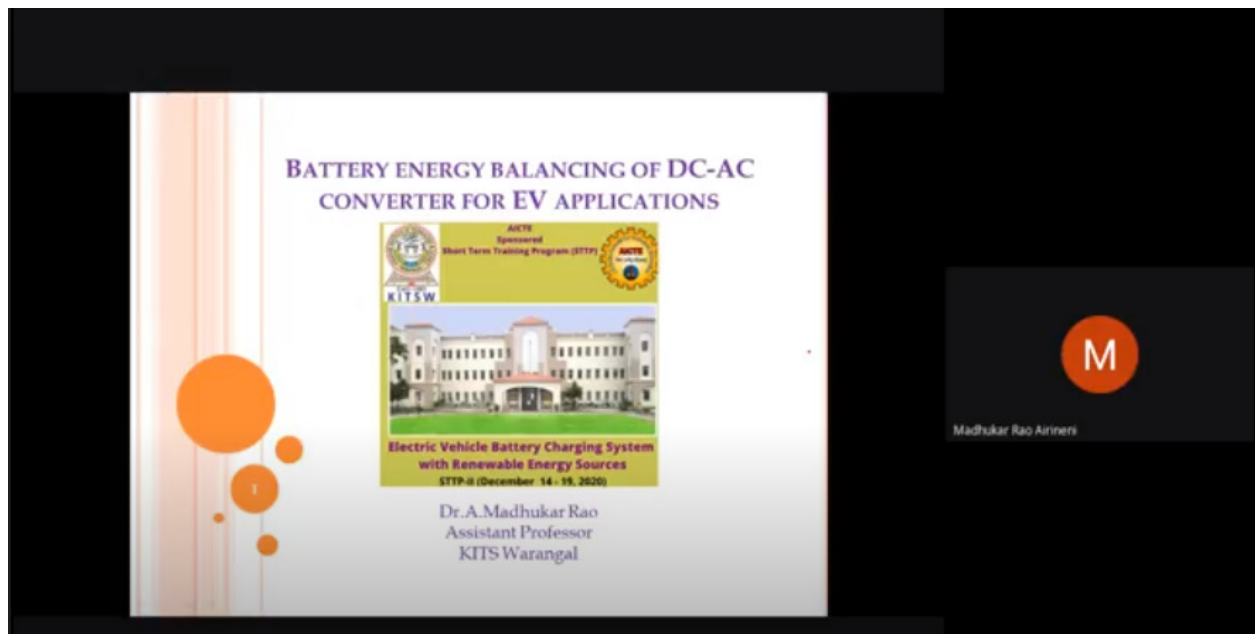 BATTERY ENERGY BALANCING OF DC-AC
CONVERTER FOR EV APPLICATIONS
AICTE
Sponsored
Short Term Training Program (STTP)
KITSW
AICTE
Electric Vehicle Battery Charging System
with Renewable Energy Sources
STTP-II (December 14 - 19, 2020)
1
Dr.A.Madhukar Rao
Assistant Professor
KITS Warangal
M
Madhukar Rao Airineni